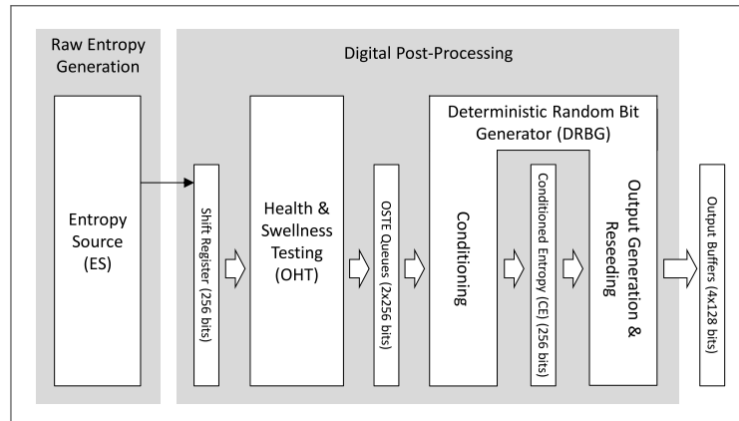 Raw Entropy
Generation
Digital Post-Processing
Entropy
Source
(ES)
Shift Register (256 bits)
Health &
Swellness
Testing
(OHT)
OSTE Queues (2x256 bits)
Deterministic Random Bit
Generator (DRBG)
Conditioning
Conditioned Entropy (CE) (256 bits)
Output Generation &
Reseeding
Output Buffers (4x128 bits)